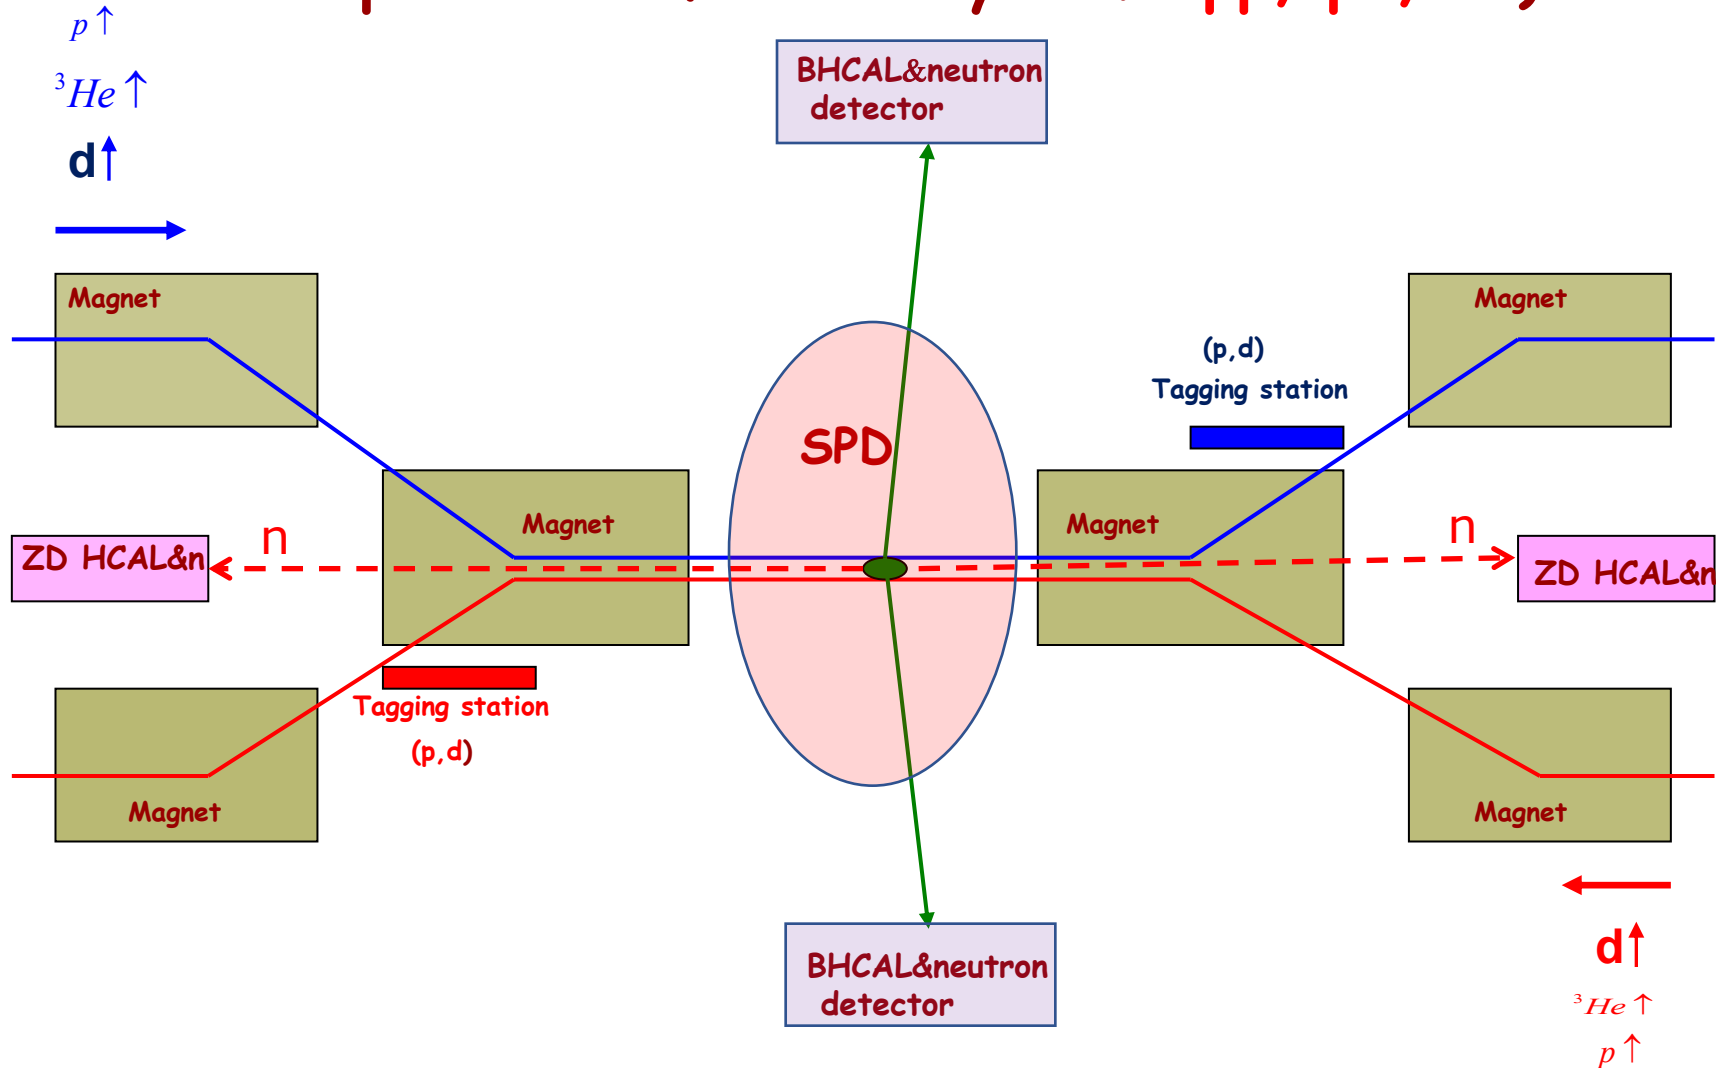 p ↑
³He ↑
d↑
BHCAL&neutron
detector
Magnet
Magnet
(p,d)
Tagging station
SPD
Magnet
Magnet
n
n
ZD HCAL&n
ZD HCAL&n
Tagging station
(p,d)
Magnet
Magnet
BHCAL&neutron
detector
d↑
³He ↑
p ↑